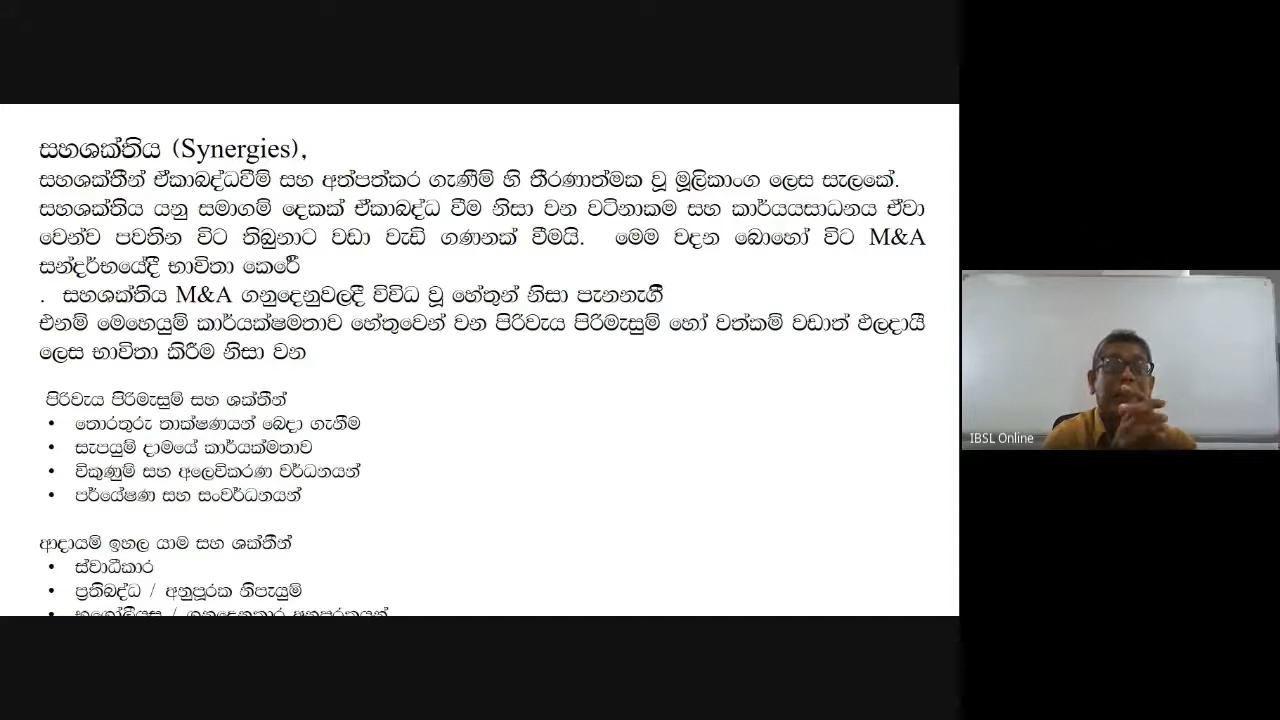 සහශක්තිය (Synergies),
සහශක්තීන් ඒකාබද්ධවීම් සහ අත්පත්කර ගැණීම් හි තීරණාත්මක වූ මූලිකාංග ලෙස සැලකේ.
සහශක්තිය යනු සමාගම් දෙකක් ඒකාබද්ධ වීම නිසා වන වටිනාකම සහ කාර්යයසාධනය ඒවා
වෙන්ව පවතින විට තිබුනාට වඩා වැඩි ගණනක් වීමයි. මෙම වදන බොහෝ විට M&A
සන්දර්භයේදී භාවිතා කෙරේ
. සහශක්තිය M&A ගනුදෙනුවලදී විවිධ වූ හේතුන් නිසා පැනනැගී
එනම් මෙහෙයුම් කාර්යක්ෂමතාව හේතුවෙන් වන පිරිවැය පිරිමැසුම් හෝ වත්කම් වඩාත් ඵලදායී
ලෙස භාවිතා කිරීම නිසා වන
පිරිවැය පිරිමැසුම් සහ ශක්තීන්
• තොරතුරු තාක්ෂණයන් බෙදා ගැනීම
• සැපයුම් දාමයේ කාර්යක්මතාව
• විකුණුම් සහ අලෙවිකරණ වර්ධනයන්
• පර්යේෂණ සහ සංවර්ධනයන්
ආදායම් ඉහල යාම සහ ශක්තීන්
• ස්වාධීකාර
• ප්‍රතිබද්ධ / අනුපූරක නිපැයුම්
IBSL Online